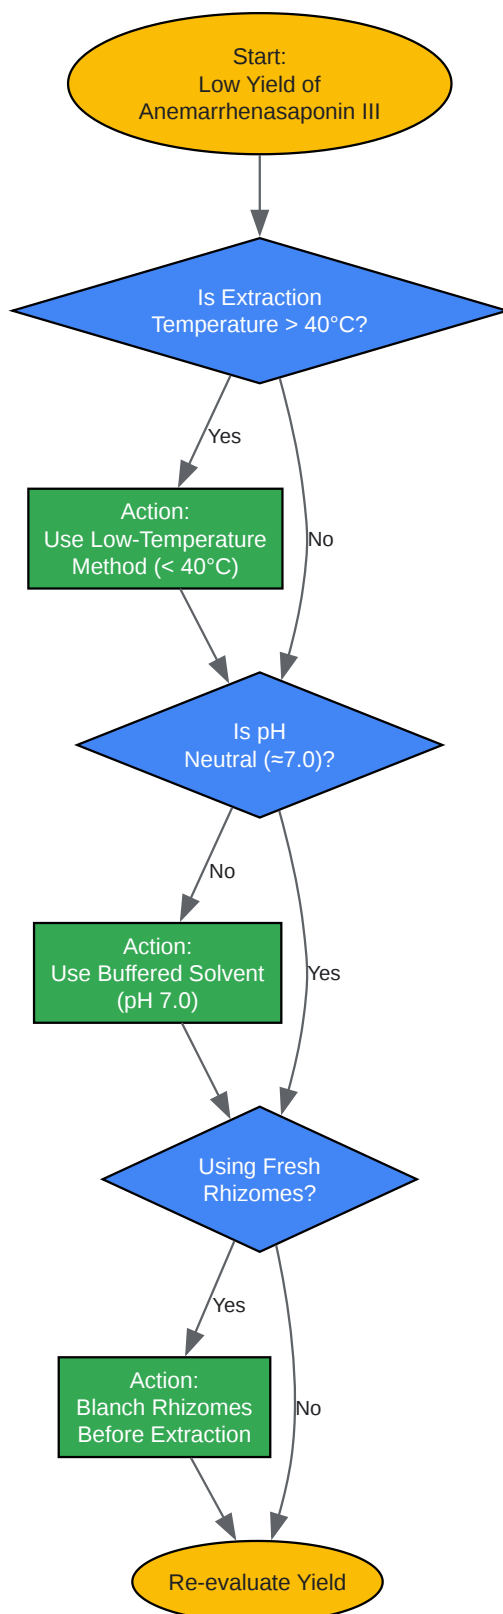 Start:
Low Yield of
Anemarrhenasaponin III
Is Extraction
Temperature > 40°C?
Yes
No
Action:
Use Low-Temperature
Method (< 40°C)
Is pH
Neutral (≈7.0)?
No
Yes
Action:
Use Buffered Solvent
(pH 7.0)
Using Fresh
Rhizomes?
Yes
No
Action:
Blanch Rhizomes
Before Extraction
Re-evaluate Yield